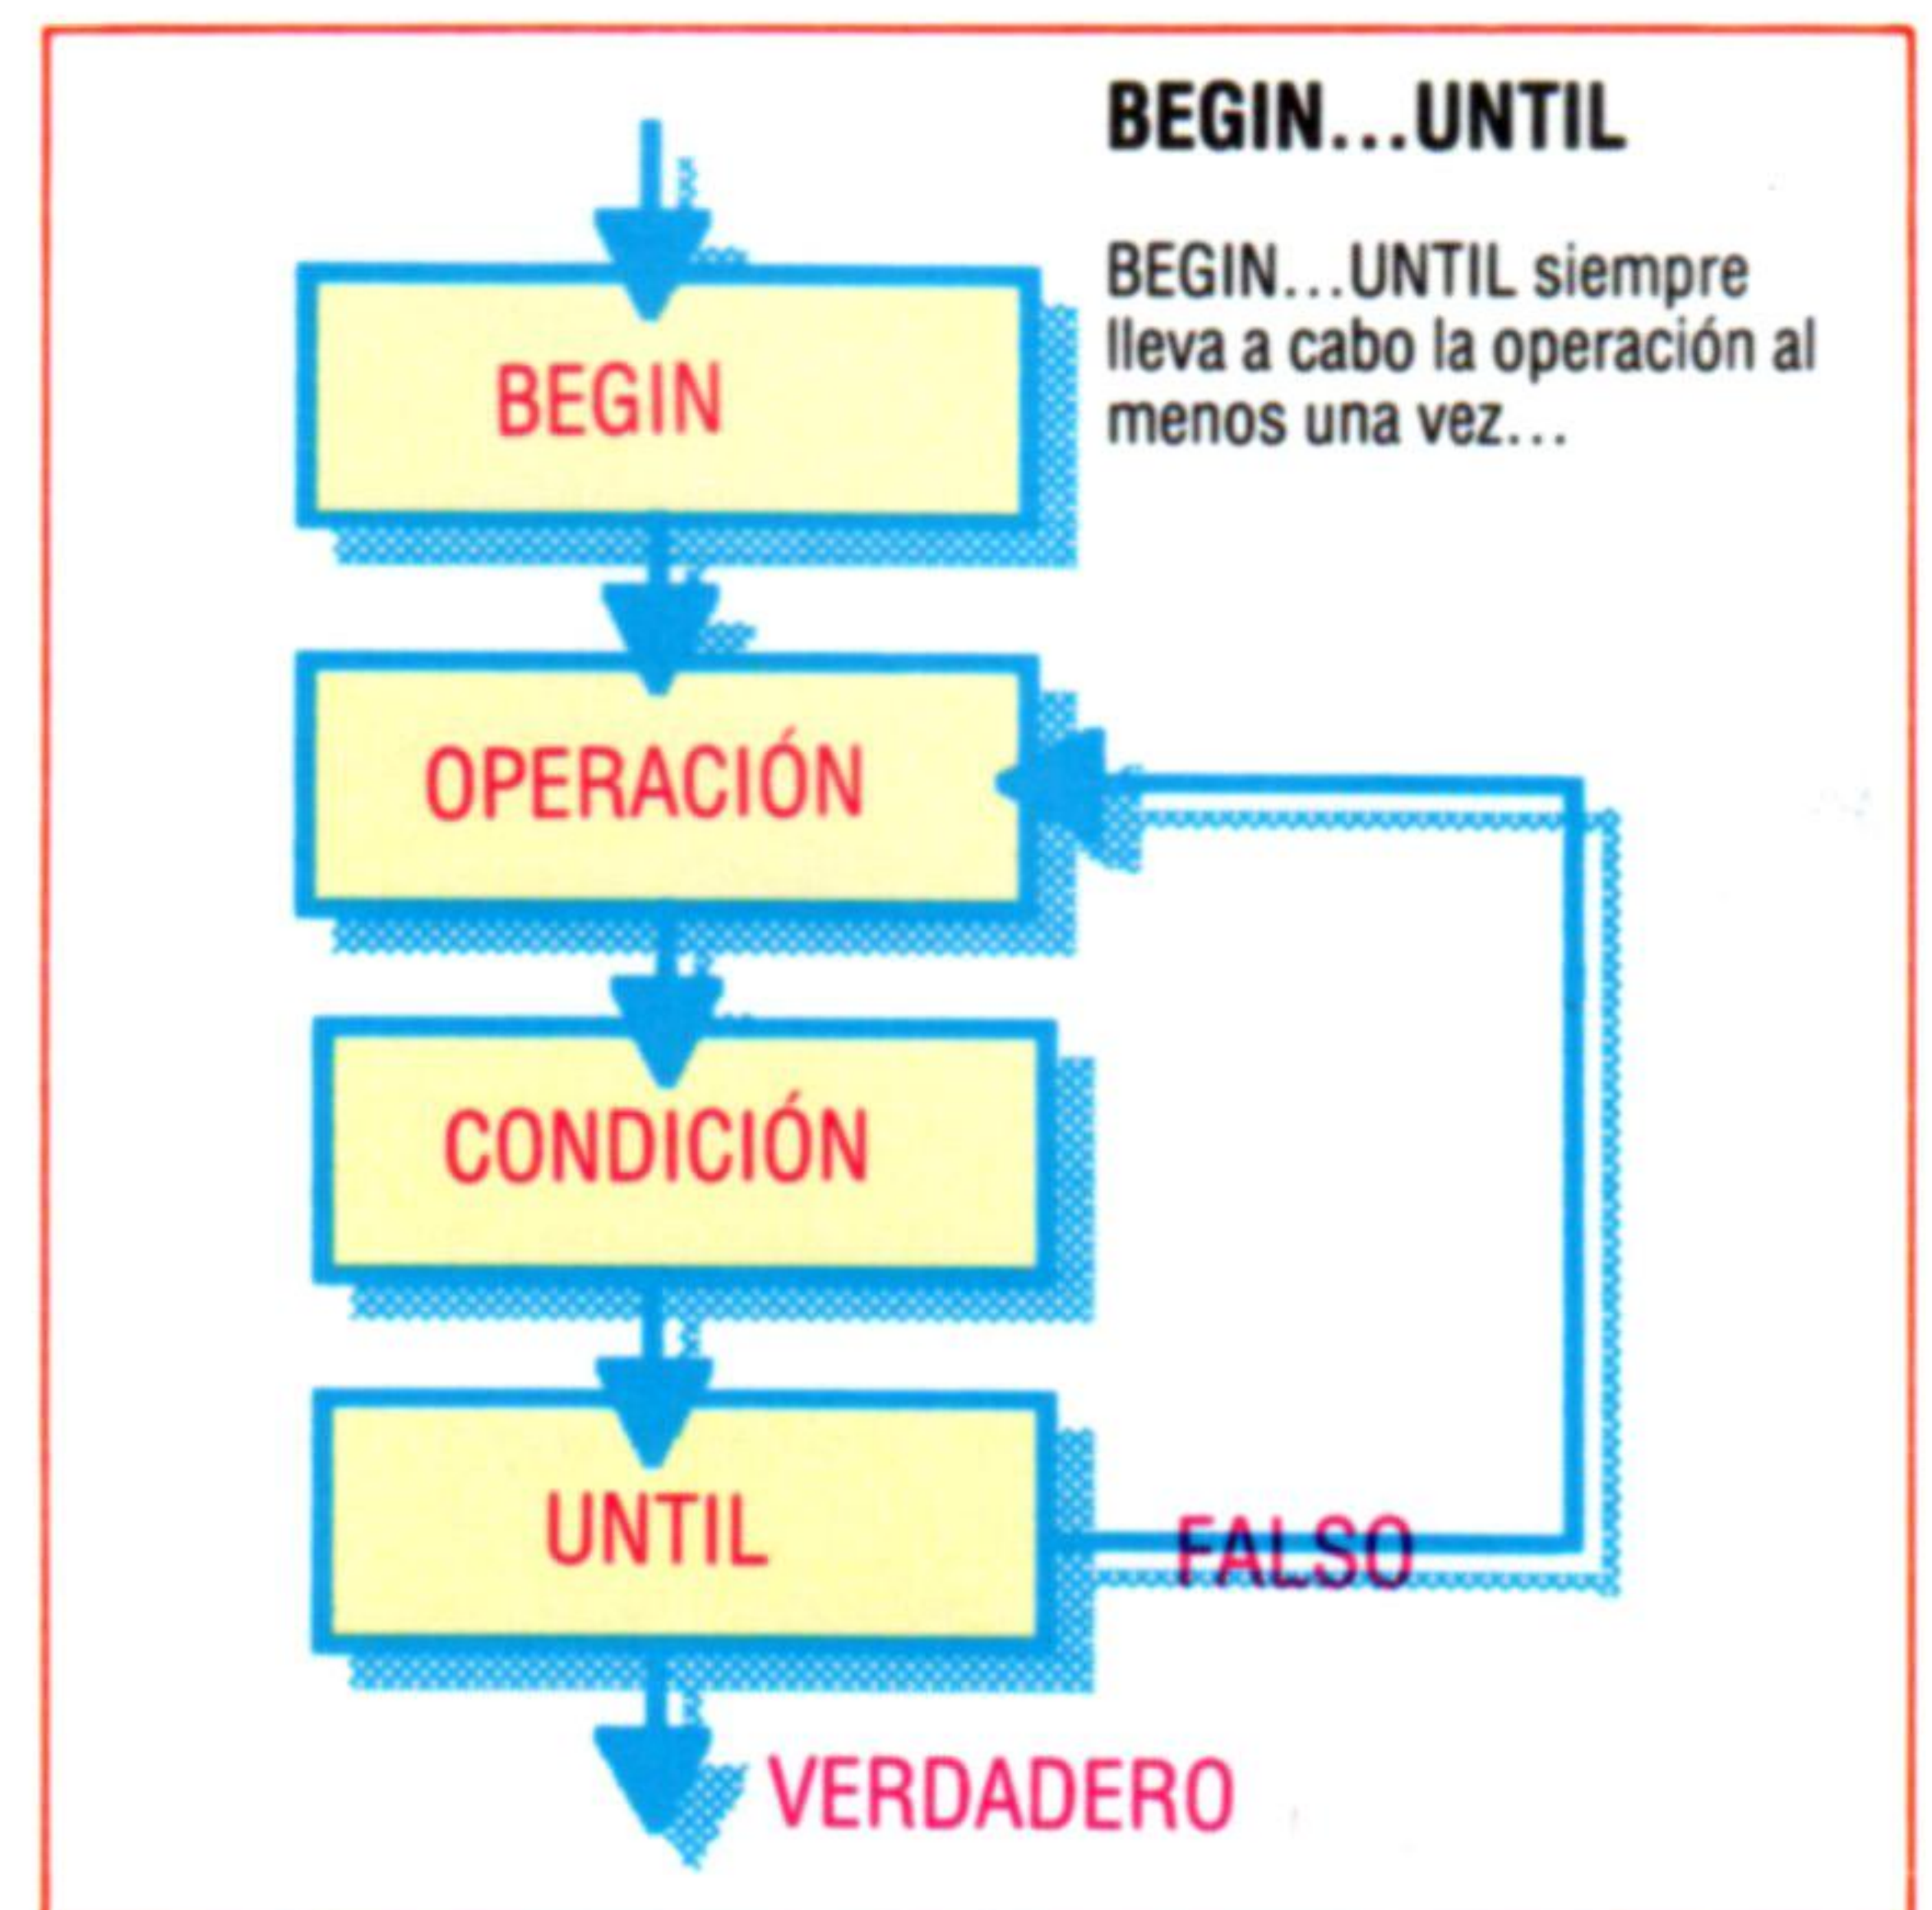 BEGIN...UNTIL
BEGIN...UNTIL siempre
lleva a cabo la operación al
menos una vez...
BEGIN
OPERACIÓN
CONDICIÓN
UNTIL
FALSO
VERDADERO